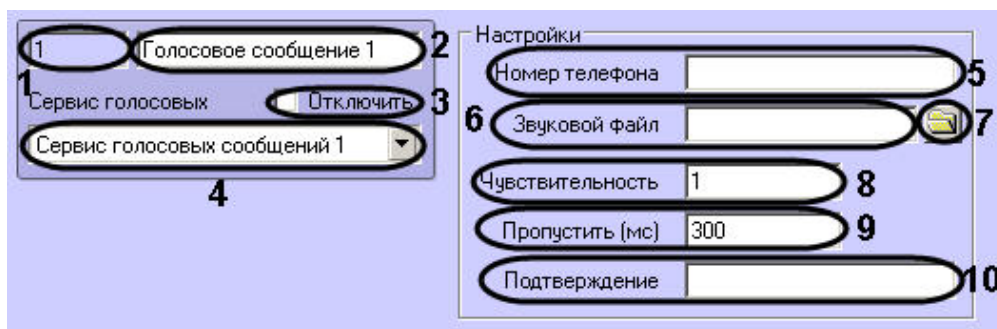 1
Голосовое сообщение 1
2
1
Сервис голосовых
Отключить
3
Сервис голосовых сообщений 1
4
Настройки
Номер телефона
5
6
Звуковой файл
7
Чувствительность
1
8
Пропустить (мс)
300
9
Подтверждение
10